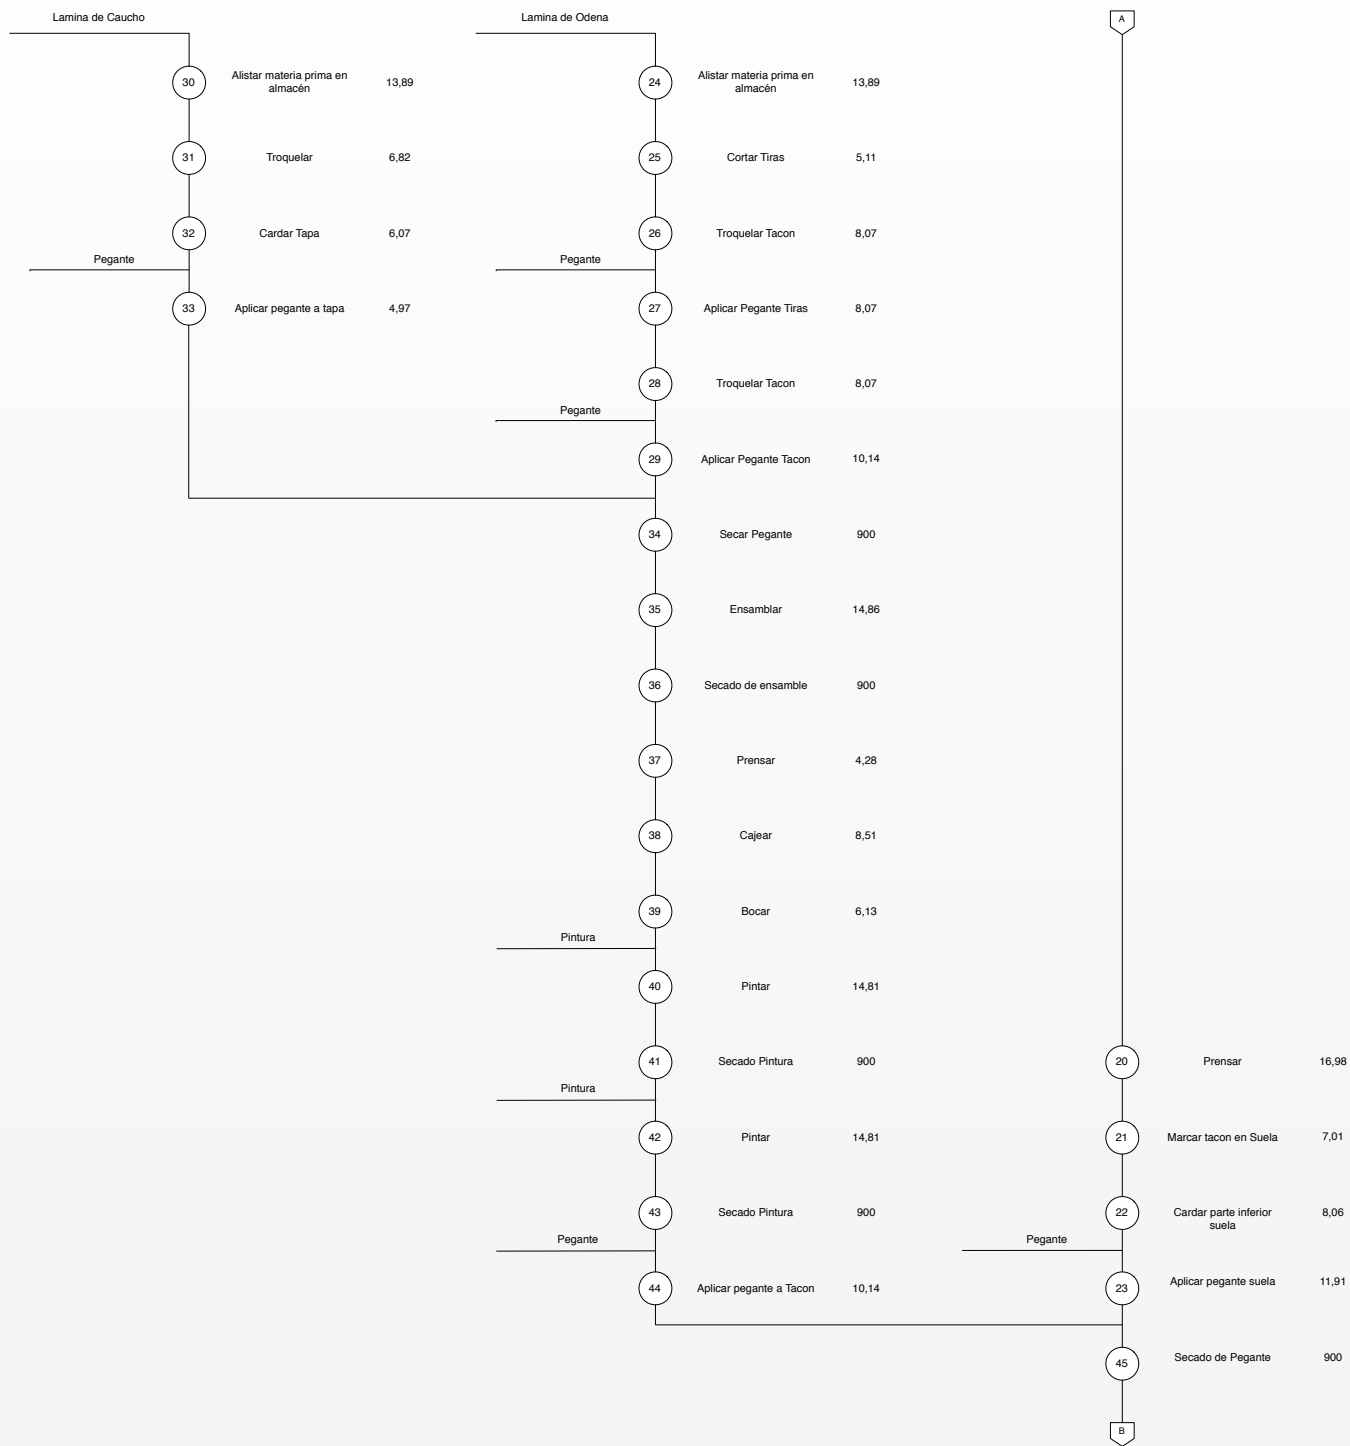 Lamina de Caucho
Lamina de Odena
A
30 Alistar materia prima en
almacén 13,89
24 Alistar materia prima en
almacén 13,89
31 Troquelar 6,82
25 Cortar Tiras 5,11
32 Cardar Tapa 6,07
26 Troquelar Tacon 8,07
Pegante
Pegante
33 Aplicar pegante a tapa 4,97
27 Aplicar Pegante Tiras 8,07
28 Troquelar Tacon 8,07
Pegante
29 Aplicar Pegante Tacon 10,14
34 Secar Pegante 900
35 Ensamblar 14,86
36 Secado de ensamble 900
37 Prensar 4,28
38 Cajear 8,51
39 Bocar 6,13
Pintura
40 Pintar 14,81
41 Secado Pintura 900
20 Prensar 16,98
Pintura
42 Pintar 14,81
21 Marcar tacon en Suela 7,01
43 Secado Pintura 900
22 Cardar parte inferior
suela 8,06
Pegante
Pegante
44 Aplicar pegante a Tacon 10,14
23 Aplicar pegante suela 11,91
45 Secado de Pegante 900
B